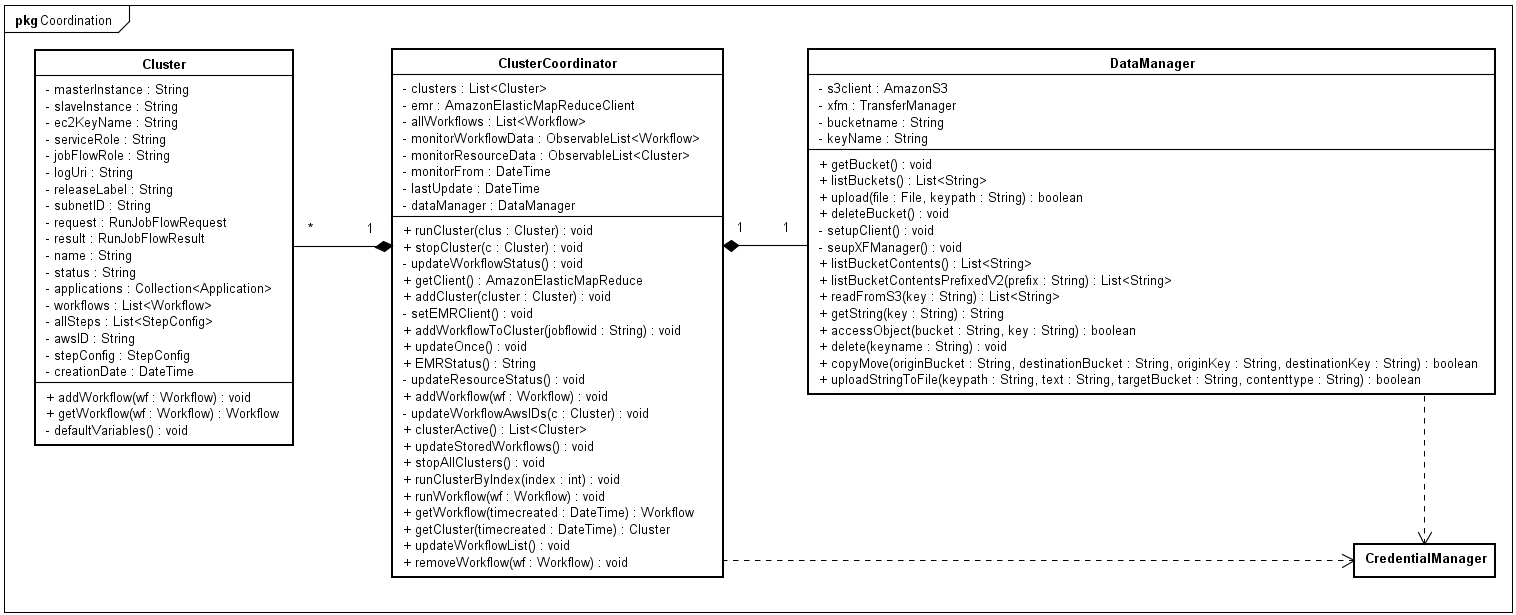 pkg Coordination
Cluster
- masterInstance : String
- slaveInstance : String
- ec2KeyName : String
- serviceRole : String
- jobFlowRole : String
- logUri : String
- releaseLabel : String
- subnetID : String
- request : RunJobFlowRequest
- result : RunJobFlowResult
- name : String
- status : String
- applications : Collection<Application>
- workflows : List<Workflow>
- allSteps : List<StepConfig>
- awsID : String
- stepConfig : StepConfig
- creationDate : DateTime
+ addWorkflow(wf : Workflow) : void
+ getWorkflow(wf : Workflow) : Workflow
- defaultVariables() : void
* 1
ClusterCoordinator
- clusters : List<Cluster>
- emr : AmazonElasticMapReduceClient
- allWorkflows : List<Workflow>
- monitorWorkflowData : ObservableList<Workflow>
- monitorResourceData : ObservableList<Cluster>
- monitorFrom : DateTime
- lastUpdate : DateTime
- dataManager : DataManager
+ runCluster(clus : Cluster) : void
+ stopCluster(c : Cluster) : void
- updateWorkflowStatus() : void
+ getClient() : AmazonElasticMapReduce
+ addCluster(cluster : Cluster) : void
- setEMRClient() : void
+ addWorkflowToCluster(jobflowid : String) : void
+ updateOnce() : void
+ EMRStatus() : String
- updateResourceStatus() : void
+ addWorkflow(wf : Workflow) : void
- updateWorkflowAwsIDs(c : Cluster) : void
+ clusterActive() : List<Cluster>
+ updateStoredWorkflows() : void
+ stopAllClusters() : void
+ runClusterByIndex(index : int) : void
+ runWorkflow(wf : Workflow) : void
+ getWorkflow(timecreated : DateTime) : Workflow
+ getCluster(timecreated : DateTime) : Cluster
+ updateWorkflowList() : void
+ removeWorkflow(wf : Workflow) : void
1 1
DataManager
- s3client : AmazonS3
- xfm : TransferManager
- bucketname : String
- keyName : String
+ getBucket() : void
+ listBuckets() : List<String>
+ upload(file : File, keypath : String) : boolean
+ deleteBucket() : void
- setupClient() : void
- seupXFManager() : void
+ listBucketContents() : List<String>
+ listBucketContentsPrefixedV2(prefix : String) : List<String>
+ readFromS3(key : String) : List<String>
+ getString(key : String) : String
+ accessObject(bucket : String, key : String) : boolean
+ delete(keyname : String) : void
+ copyMove(originBucket : String, destinationBucket : String, originKey : String, destinationKey : String) : boolean
+ uploadStringToFile(keypath : String, text : String, targetBucket : String, contenttype : String) : boolean
CredentialManager